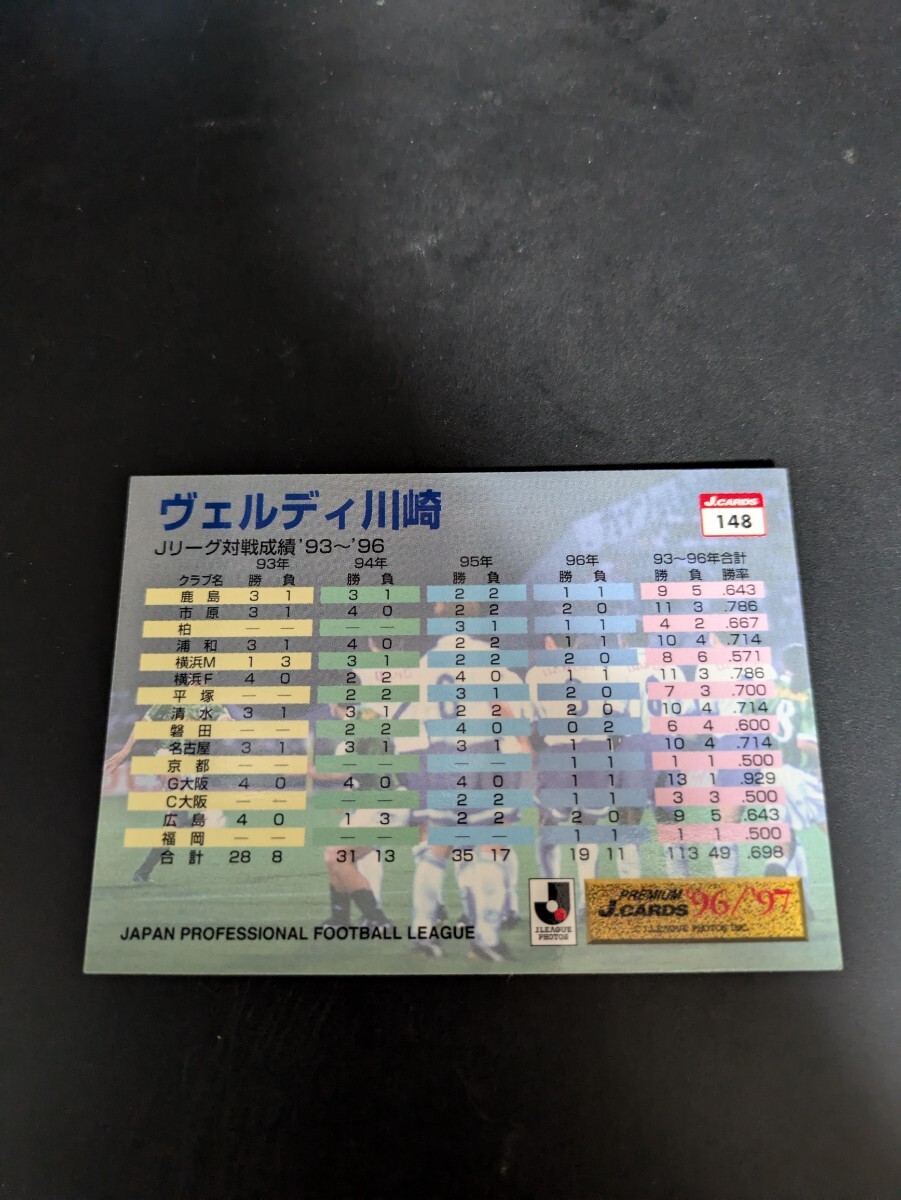 ヴェルディ川崎
J.CARDS
148
Jリーグ対戦成績'93〜'96
93年 94年 95年 96年 93〜96年合計
クラブ名 勝 負 勝 負 勝 負 勝 負 勝 負 勝率
鹿島 3 1 3 1 2 2 1 1 9 5 .643
市原 3 1 4 0 2 2 2 0 11 3 .786
柏 — — — — 3 1 1 1 4 2 .667
浦和 3 1 4 0 2 2 1 1 10 4 .714
横浜M 1 3 3 1 2 2 2 0 8 6 .571
横浜F 4 0 2 2 4 0 1 1 11 3 .786
平塚 — — 2 2 3 1 2 0 7 3 .700
清水 3 1 3 1 2 2 2 0 10 4 .714
磐田 — — 2 2 4 0 0 2 6 4 .600
名古屋 3 1 3 1 3 1 1 1 10 4 .714
京都 — — — — — — 1 1 1 1 .500
G大阪 4 0 4 0 4 0 1 1 13 1 .929
C大阪 — — — — 2 2 1 1 3 3 .500
広島 4 0 1 3 2 2 2 0 9 5 .643
福岡 — — — — — — 1 1 1 1 .500
合計 28 8 31 13 35 17 19 11 113 49 .698
JAPAN PROFESSIONAL FOOTBALL LEAGUE
J.LEAGUE
PHOTOS
PREMIUM
J.CARDS '96/'97
© J.LEAGUE PHOTOS INC.